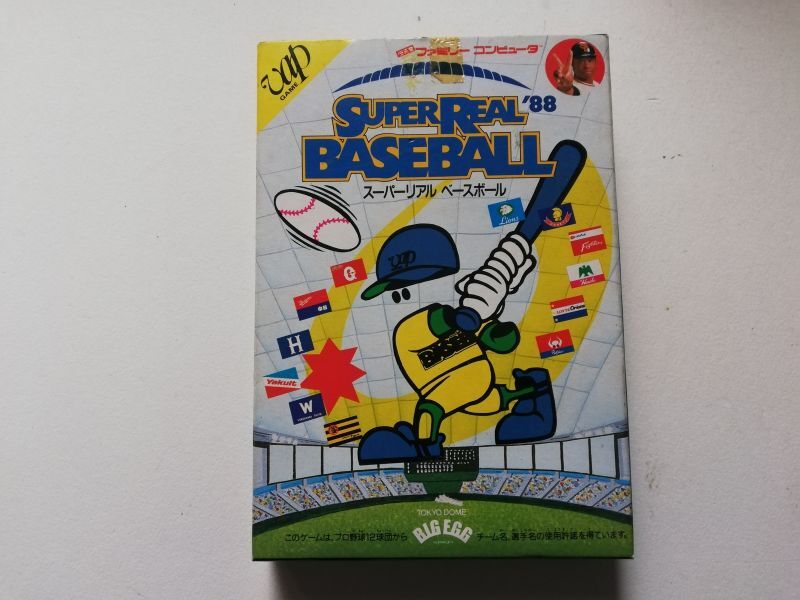 vap
GAME
ファミリー コンピュータ
SUPER REAL '88
BASEBALL
スーパーリアル ベースボール
Lions
Fighters
G
vap
Hawks
H
BASEB
Yakult
W
TOKYO DOME
BIG EGG
このゲームは、プロ野球12球団から
チーム名、選手名の使用許諾を得ています。